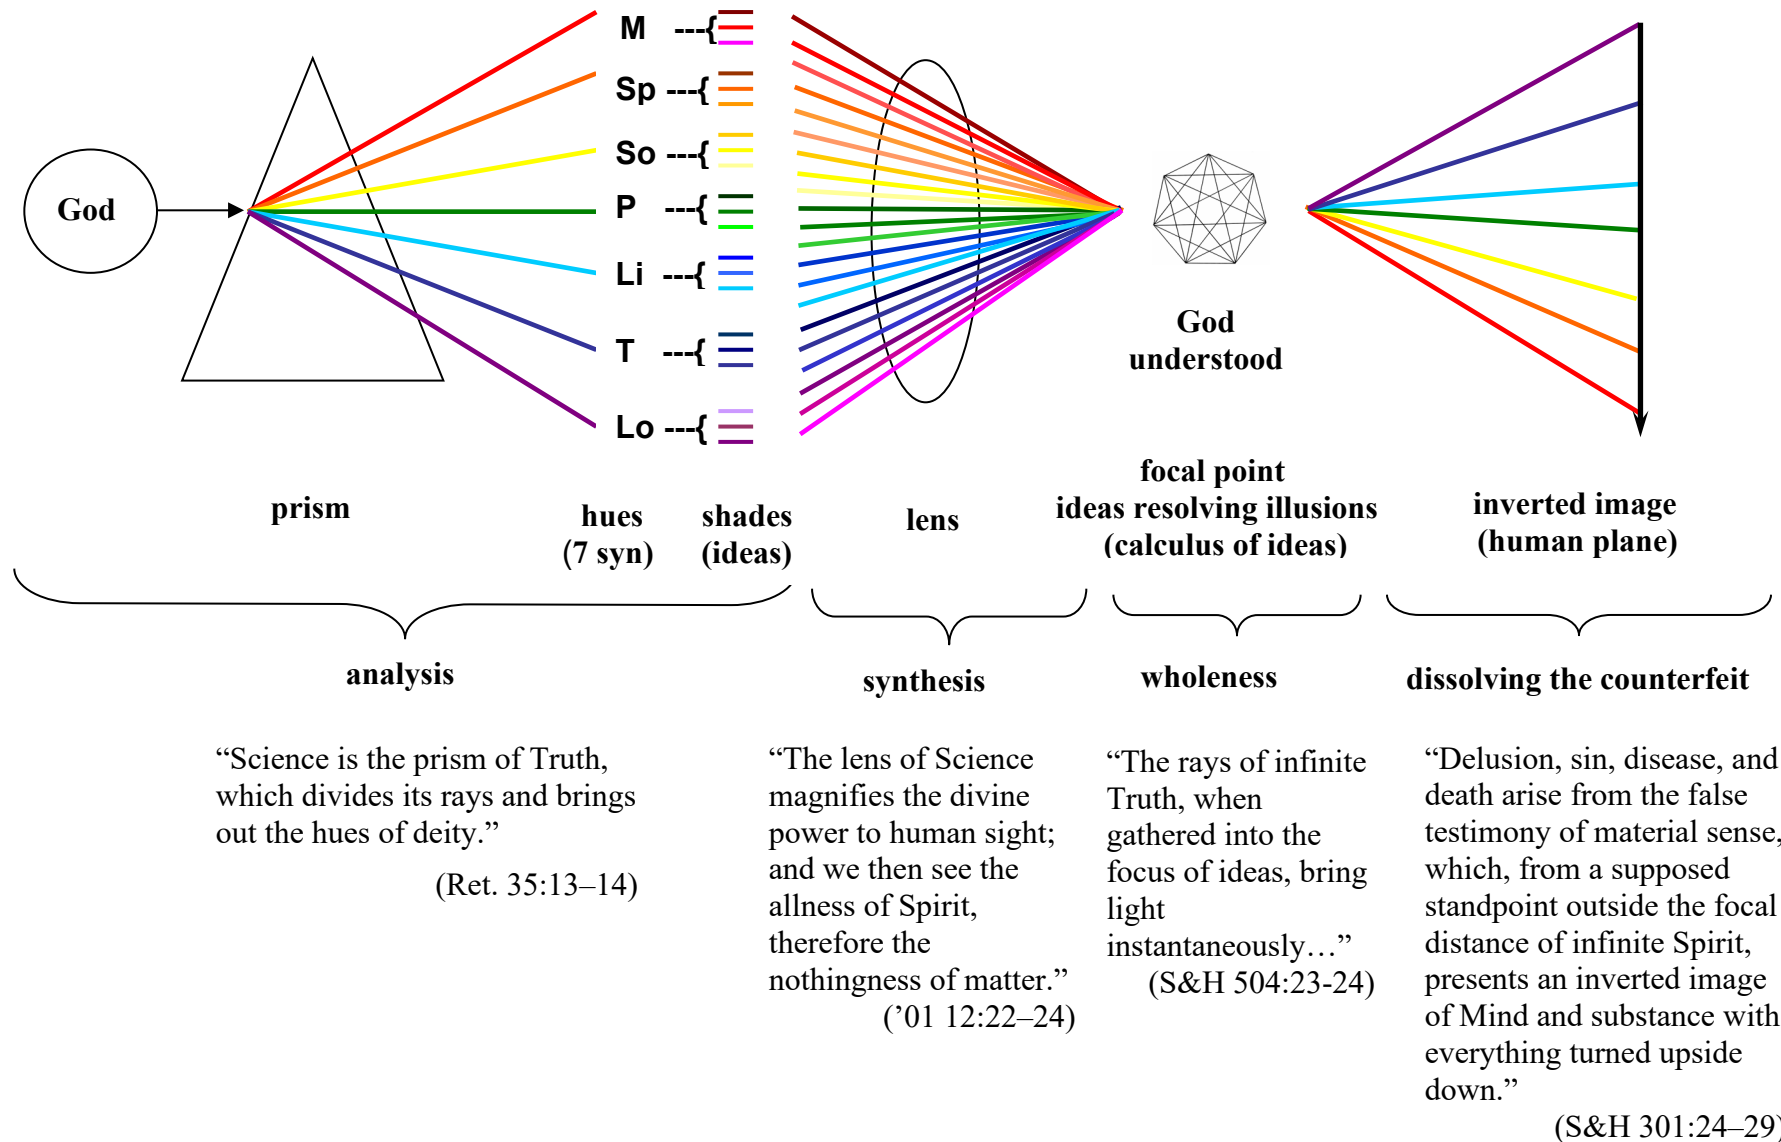 God
M ---{
Sp ---{
So ---{
P ---{
Li ---{
T ---{
Lo ---{
God
understood
prism
hues
(7 syn)
shades
(ideas)
lens
focal point
ideas resolving illusions
(calculus of ideas)
inverted image
(human plane)
analysis
synthesis
wholeness
dissolving the counterfeit
“Science is the prism of Truth,
which divides its rays and brings
out the hues of deity.”
(Ret. 35:13–14)
“The lens of Science
magnifies the divine
power to human sight;
and we then see the
allness of Spirit,
therefore the
nothingness of matter.”
(’01 12:22–24)
“The rays of infinite
Truth, when
gathered into the
focus of ideas, bring
light
instantaneously…”
(S&H 504:23-24)
“Delusion, sin, disease, and
death arise from the false
testimony of material sense,
which, from a supposed
standpoint outside the focal
distance of infinite Spirit,
presents an inverted image
of Mind and substance with
everything turned upside
down.”
(S&H 301:24–29)